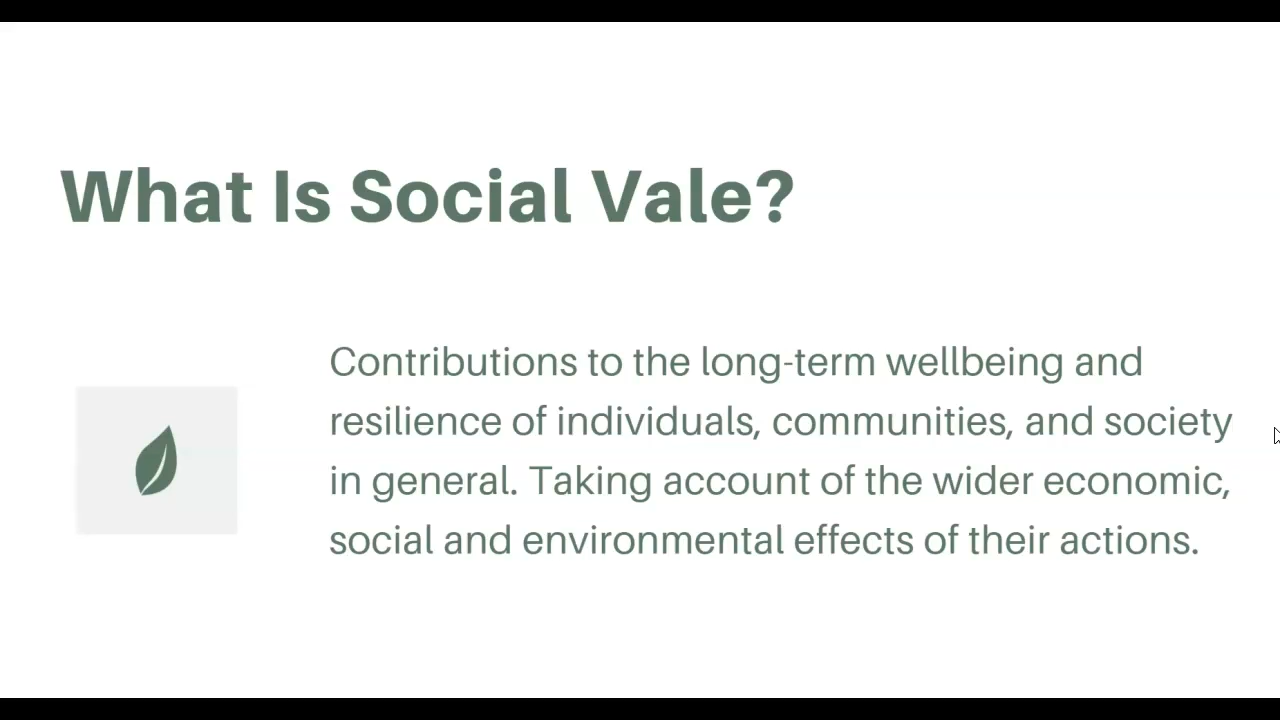 What Is Social Vale?
Contributions to the long-term wellbeing and
resilience of individuals, communities, and society
in general. Taking account of the wider economic,
social and environmental effects of their actions.